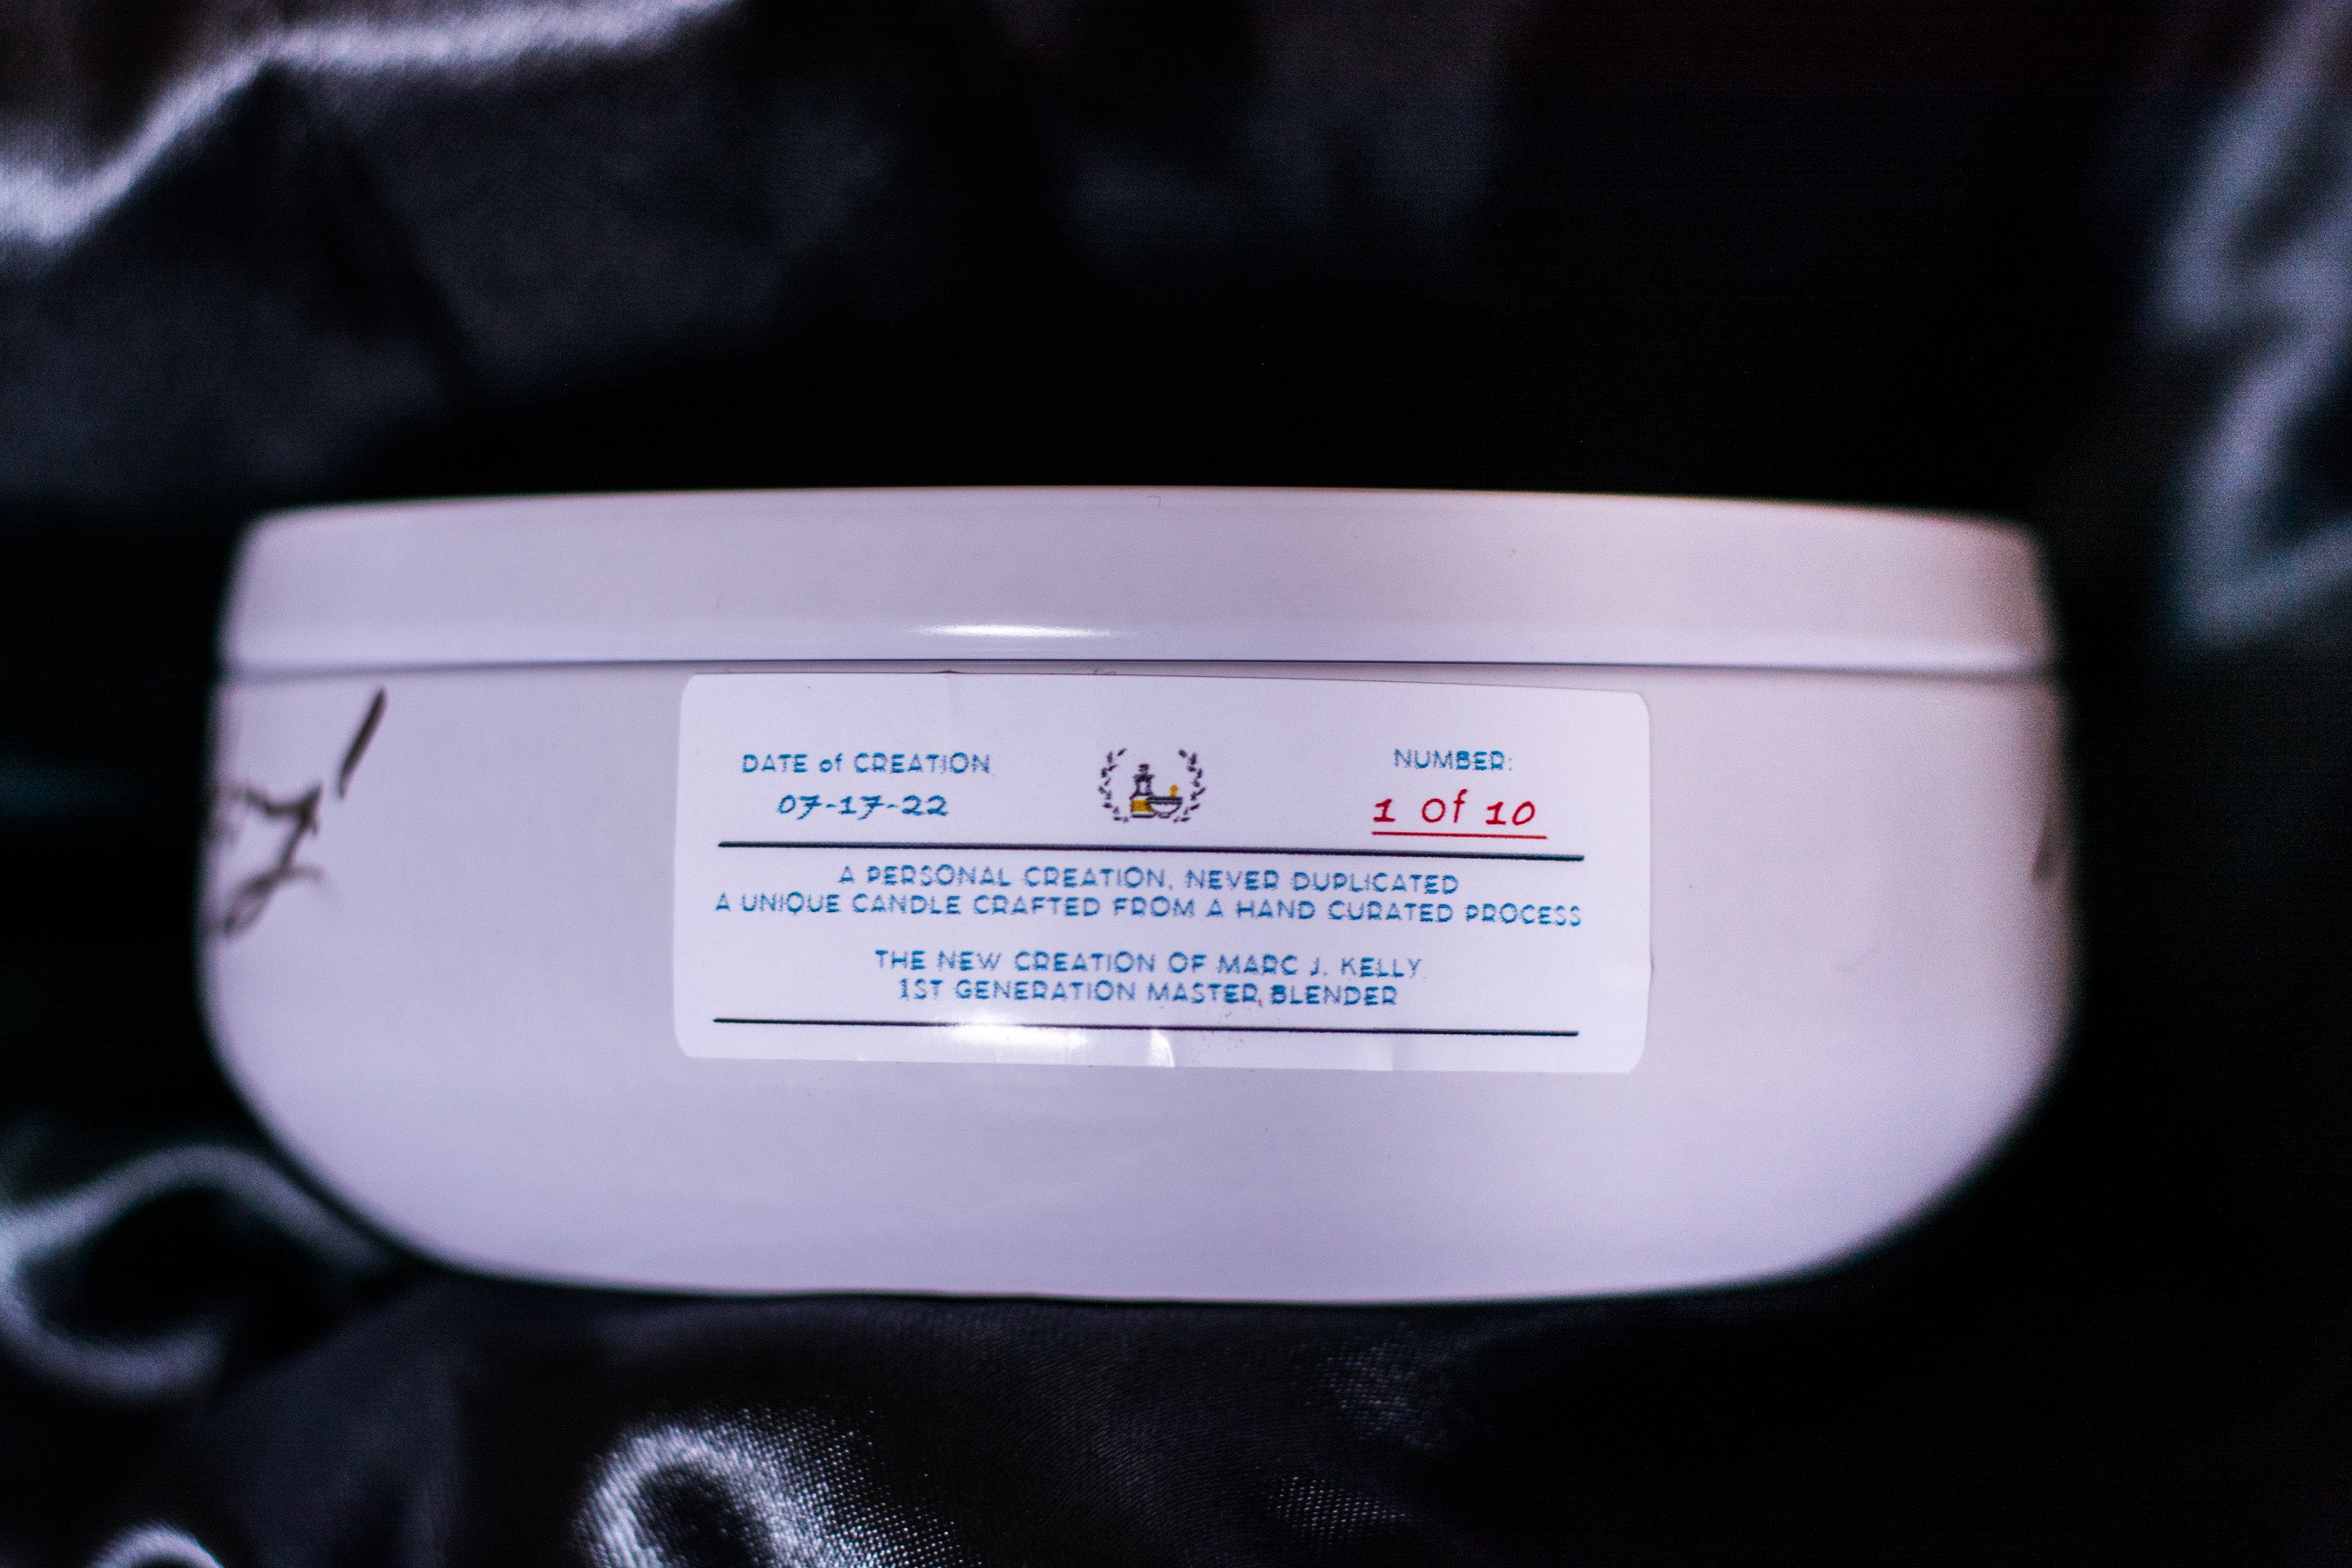 DATE of CREATION
07-17-22
NUMBER:
1 of 10
A PERSONAL CREATION, NEVER DUPLICATED
A UNIQUE CANDLE CRAFTED FROM A HAND CURATED PROCESS
THE NEW CREATION OF MARC J. KELLY
1ST GENERATION MASTER BLENDER